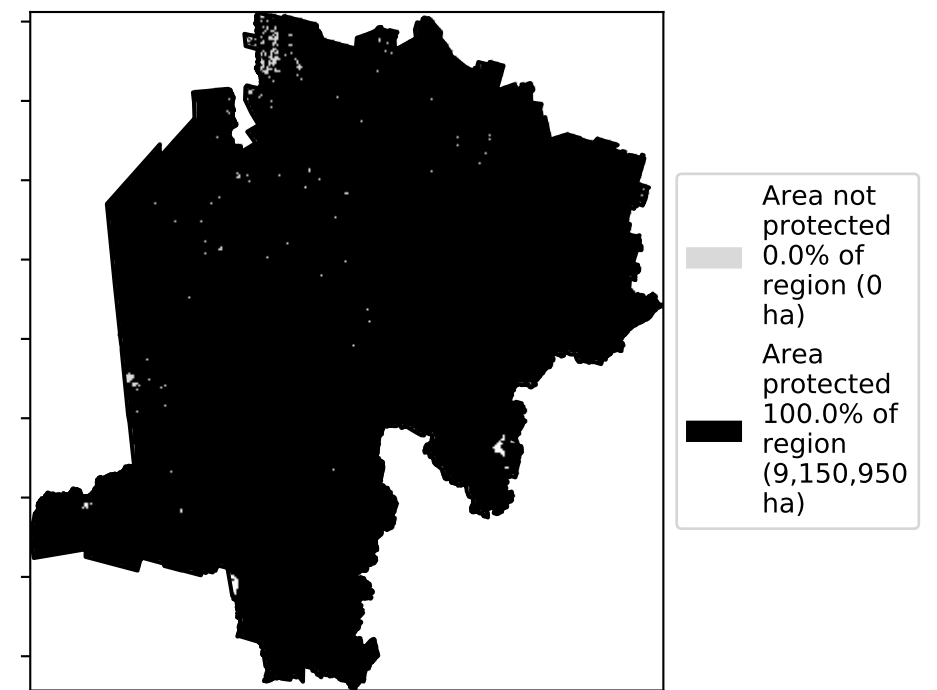 Area not
protected
0.0% of
region (0
ha)
Area
protected
100.0% of
region
(9,150,950
ha)